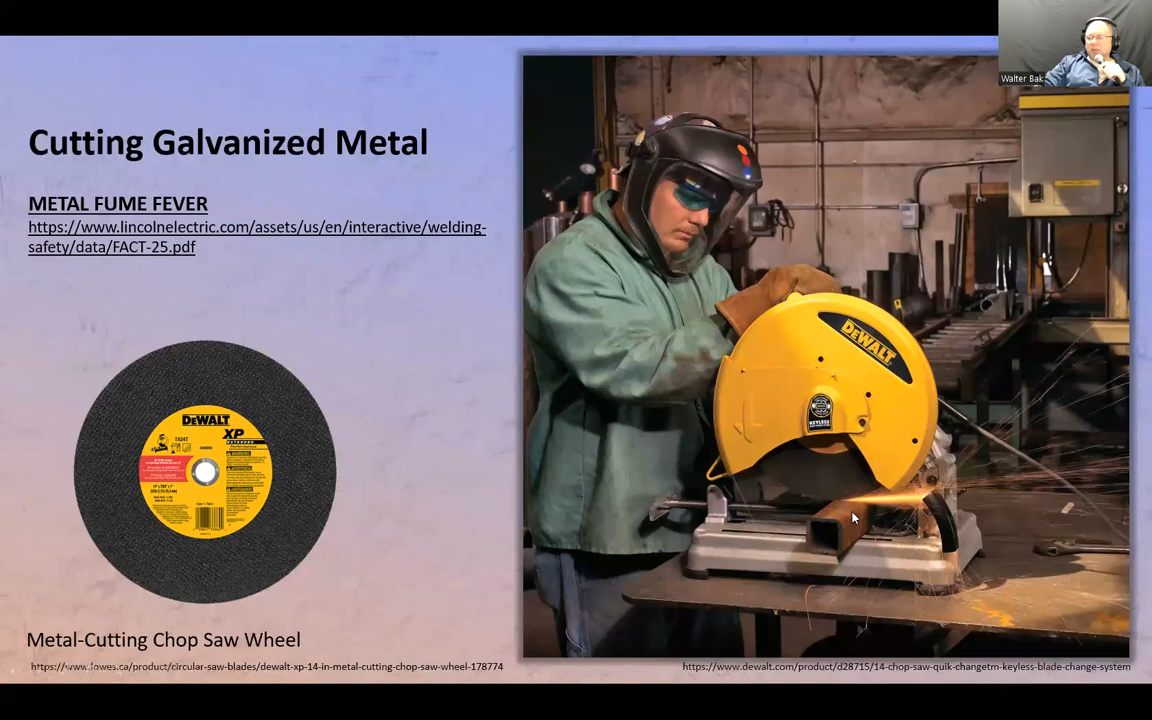 Walter Bak
Cutting Galvanized Metal
METAL FUME FEVER
https://www.lincolnelectric.com/assets/us/en/interactive/welding-
safety/data/FACT-25.pdf
DEWALT
KEYLESS
DEWALT
XP
EXTENDED
Performance
Metal-Cutting Chop Saw Wheel
https://www.lowes.ca/product/circular-saw-blades/dewalt-xp-14-in-metal-cutting-chop-saw-wheel-178774
https://www.dewalt.com/product/d28715/14-chop-saw-quik-changetm-keyless-blade-change-system